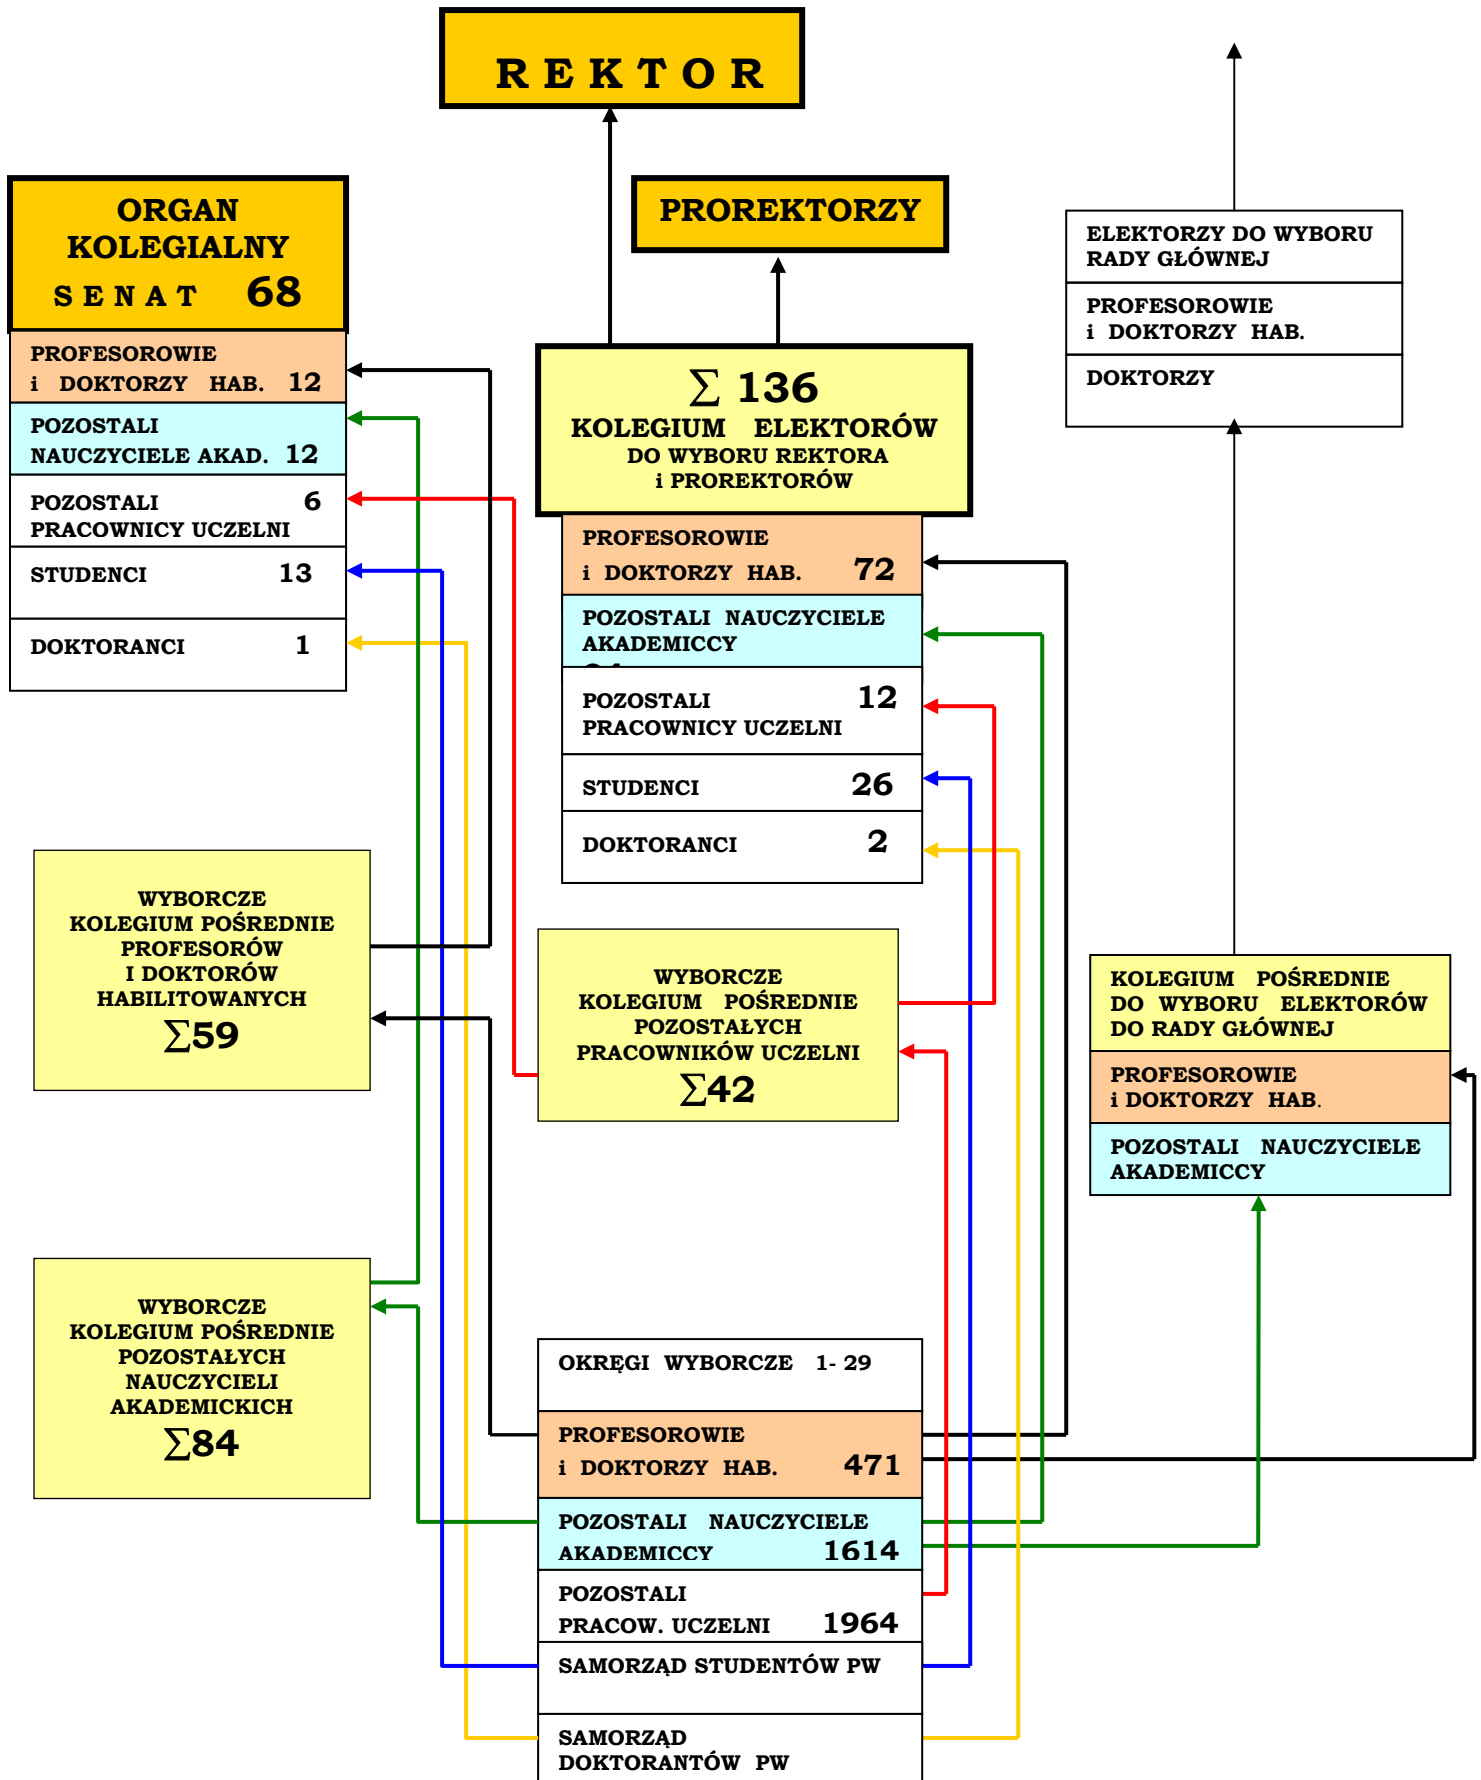 R E K T O R
ORGAN
KOLEGIALNY
S E N A T 68
PROFESOROWIE
i DOKTORZY HAB. 12
POZOSTALI
NAUCZYCIELE AKAD. 12
POZOSTALI 6
PRACOWNICY UCZELNI
STUDENCI 13
DOKTORANCI 1
PROREKTORZY
∑ 136
KOLEGIUM ELEKTORÓW
DO WYBORU REKTORA
i PROREKTORÓW
PROFESOROWIE
i DOKTORZY HAB. 72
POZOSTALI NAUCZYCIELE
AKADEMICCY
POZOSTALI 12
PRACOWNICY UCZELNI
STUDENCI 26
DOKTORANCI 2
ELEKTORZY DO WYBORU
RADY GŁÓWNEJ
PROFESOROWIE
i DOKTORZY HAB.
DOKTORZY
WYBORCZE
KOLEGIUM POŚREDNIE
PROFESORÓW
I DOKTORÓW
HABILITOWANYCH
∑59
WYBORCZE
KOLEGIUM POŚREDNIE
POZOSTAŁYCH
PRACOWNIKÓW UCZELNI
∑42
KOLEGIUM POŚREDNIE
DO WYBORU ELEKTORÓW
DO RADY GŁÓWNEJ
PROFESOROWIE
i DOKTORZY HAB.
POZOSTALI NAUCZYCIELE
AKADEMICCY
WYBORCZE
KOLEGIUM POŚREDNIE
POZOSTAŁYCH
NAUCZYCIELI
AKADEMICKICH
∑84
OKRĘGI WYBORCZE 1- 29
PROFESOROWIE
i DOKTORZY HAB. 471
POZOSTALI NAUCZYCIELE
AKADEMICCY 1614
POZOSTALI
PRACOW. UCZELNI 1964
SAMORZĄD STUDENTÓW PW
SAMORZĄD
DOKTORANTÓW PW